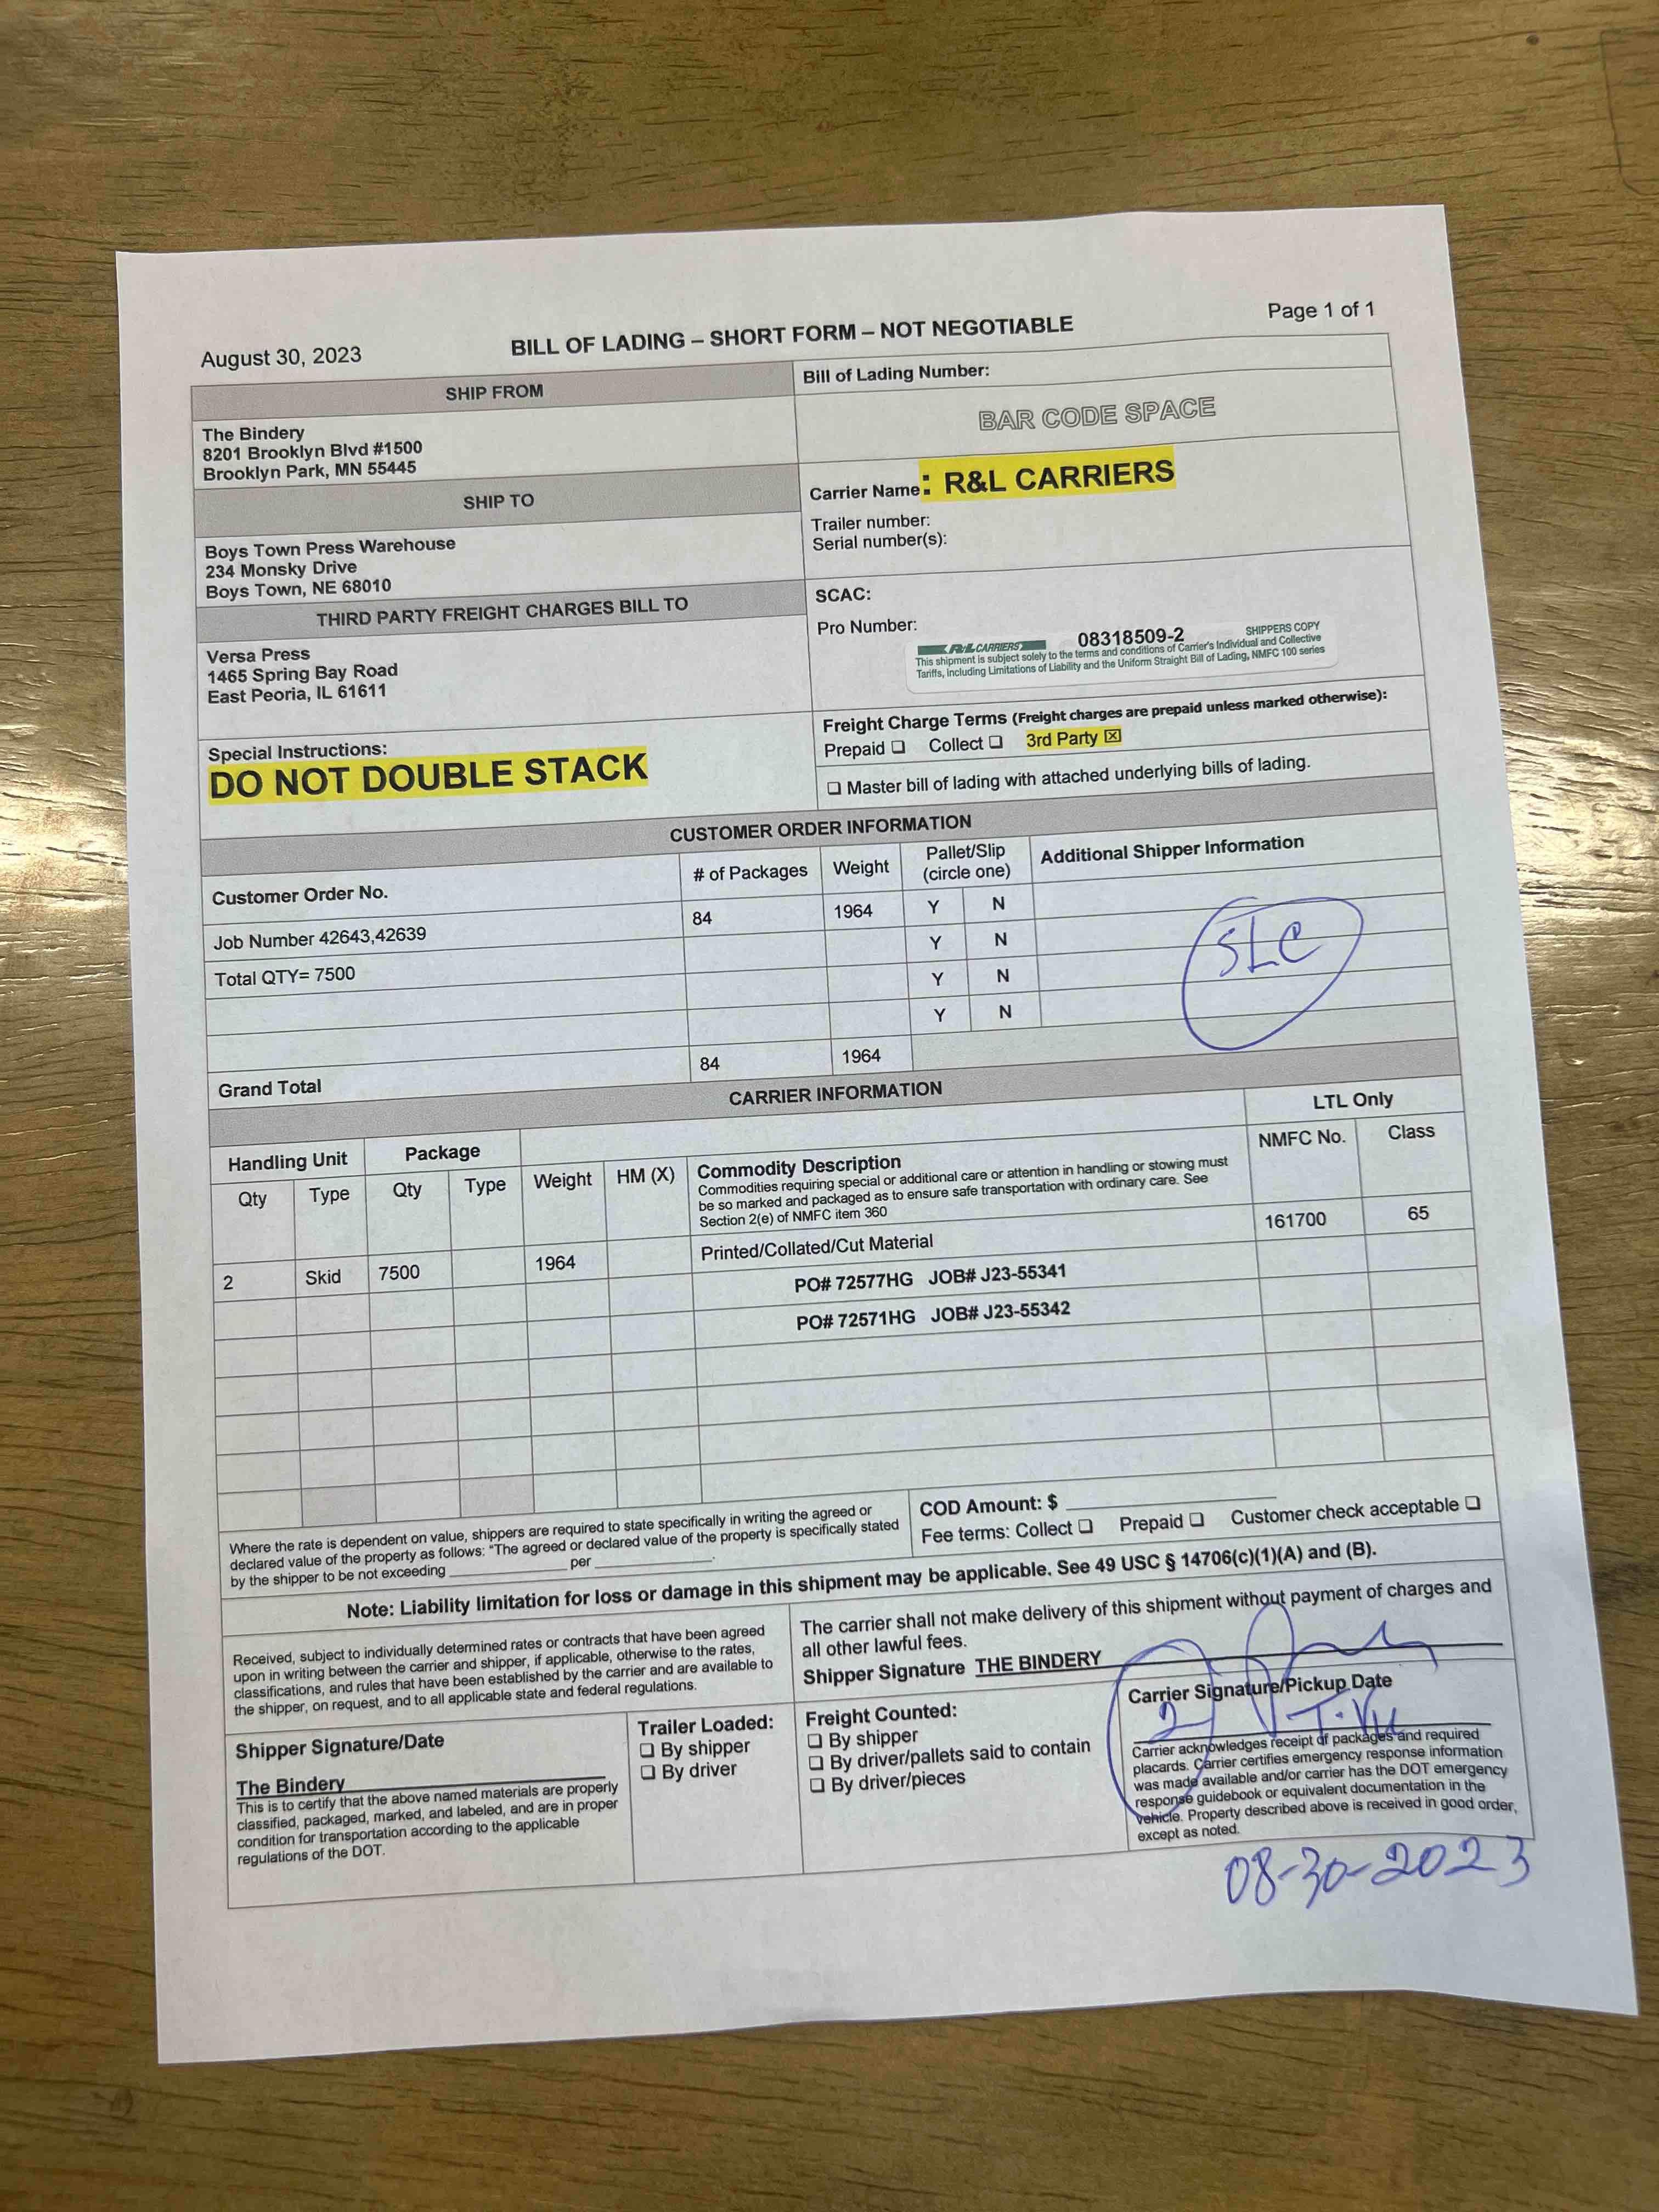 Page 1 of 1
August 30, 2023
BILL OF LADING – SHORT FORM – NOT NEGOTIABLE
SHIP FROM
The Bindery
8201 Brooklyn Blvd #1500
Brooklyn Park, MN 55445
SHIP TO
Boys Town Press Warehouse
234 Monsky Drive
Boys Town, NE 68010
THIRD PARTY FREIGHT CHARGES BILL TO
Versa Press
1465 Spring Bay Road
East Peoria, IL 61611
Special Instructions:
DO NOT DOUBLE STACK
Bill of Lading Number:
BAR CODE SPACE
Carrier Name: R&L CARRIERS
Trailer number:
Serial number(s):
SCAC:
Pro Number:
R+L CARRIERS 08318509-2 SHIPPERS COPY
This shipment is subject solely to the terms and conditions of Carrier's Individual and Collective
Tariffs, including Limitations of Liability and the Uniform Straight Bill of Lading, NMFC 100 series
Freight Charge Terms (Freight charges are prepaid unless marked otherwise):
Prepaid ❑ Collect ❑ 3rd Party ☒
❑ Master bill of lading with attached underlying bills of lading.
CUSTOMER ORDER INFORMATION
Customer Order No. # of Packages Weight Pallet/Slip (circle one) Additional Shipper Information
Job Number 42643,42639 84 1964 Y N
Total QTY= 7500 Y N
SLC
Y N
Y N
Grand Total 84 1964
CARRIER INFORMATION
Handling Unit Package LTL Only
Qty Type Qty Type Weight HM (X) Commodity Description NMFC No. Class
Commodities requiring special or additional care or attention in handling or stowing must
be so marked and packaged as to ensure safe transportation with ordinary care. See
Section 2(e) of NMFC item 360
2 Skid 7500 1964 Printed/Collated/Cut Material 161700 65
PO# 72577HG JOB# J23-55341
PO# 72571HG JOB# J23-55342
Where the rate is dependent on value, shippers are required to state specifically in writing the agreed or
declared value of the property as follows: "The agreed or declared value of the property is specifically stated
by the shipper to be not exceeding ______ per ______.
COD Amount: $ ______
Fee terms: Collect ❑ Prepaid ❑ Customer check acceptable ❑
Note: Liability limitation for loss or damage in this shipment may be applicable. See 49 USC § 14706(c)(1)(A) and (B).
Received, subject to individually determined rates or contracts that have been agreed
upon in writing between the carrier and shipper, if applicable, otherwise to the rates,
classifications, and rules that have been established by the carrier and are available to
the shipper, on request, and to all applicable state and federal regulations.
The carrier shall not make delivery of this shipment without payment of charges and
all other lawful fees.
Shipper Signature THE BINDERY
Shipper Signature/Date
The Bindery
This is to certify that the above named materials are properly
classified, packaged, marked, and labeled, and are in proper
condition for transportation according to the applicable
regulations of the DOT.
Trailer Loaded:
❑ By shipper
❑ By driver
Freight Counted:
❑ By shipper
❑ By driver/pallets said to contain
❑ By driver/pieces
Carrier Signature/Pickup Date
Carrier acknowledges receipt of packages and required
placards. Carrier certifies emergency response information
was made available and/or carrier has the DOT emergency
response guidebook or equivalent documentation in the
vehicle. Property described above is received in good order,
except as noted.
08-30-2023